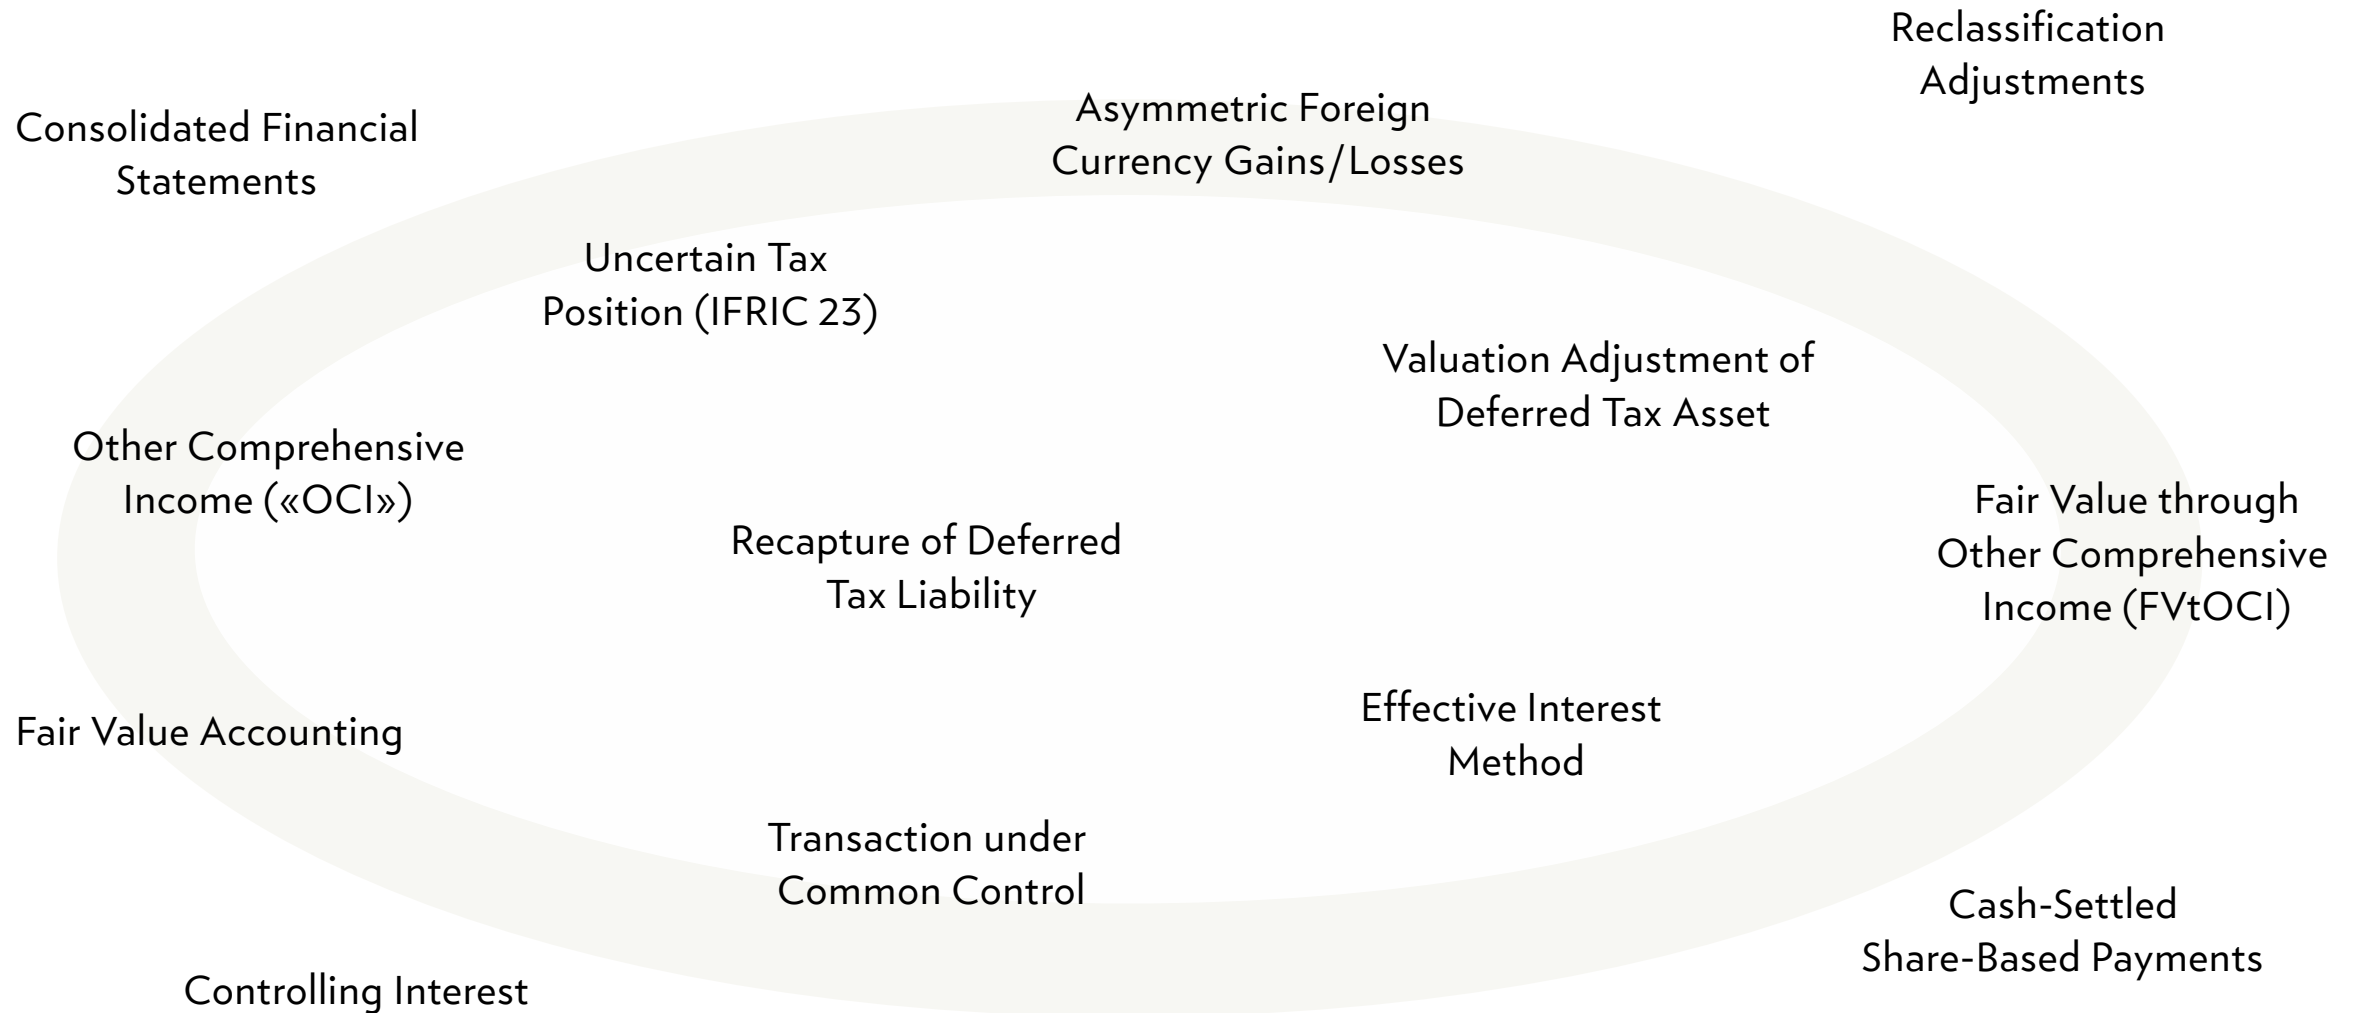 Reclassification
Adjustments
Asymmetric Foreign
Currency Gains/Losses
Consolidated Financial
Statements
Uncertain Tax
Position (IFRIC 23)
Valuation Adjustment of
Deferred Tax Asset
Other Comprehensive
Income («OCI»)
Fair Value through
Other Comprehensive
Income (FVtOCI)
Recapture of Deferred
Tax Liability
Effective Interest
Method
Fair Value Accounting
Transaction under
Common Control
Cash-Settled
Share-Based Payments
Controlling Interest